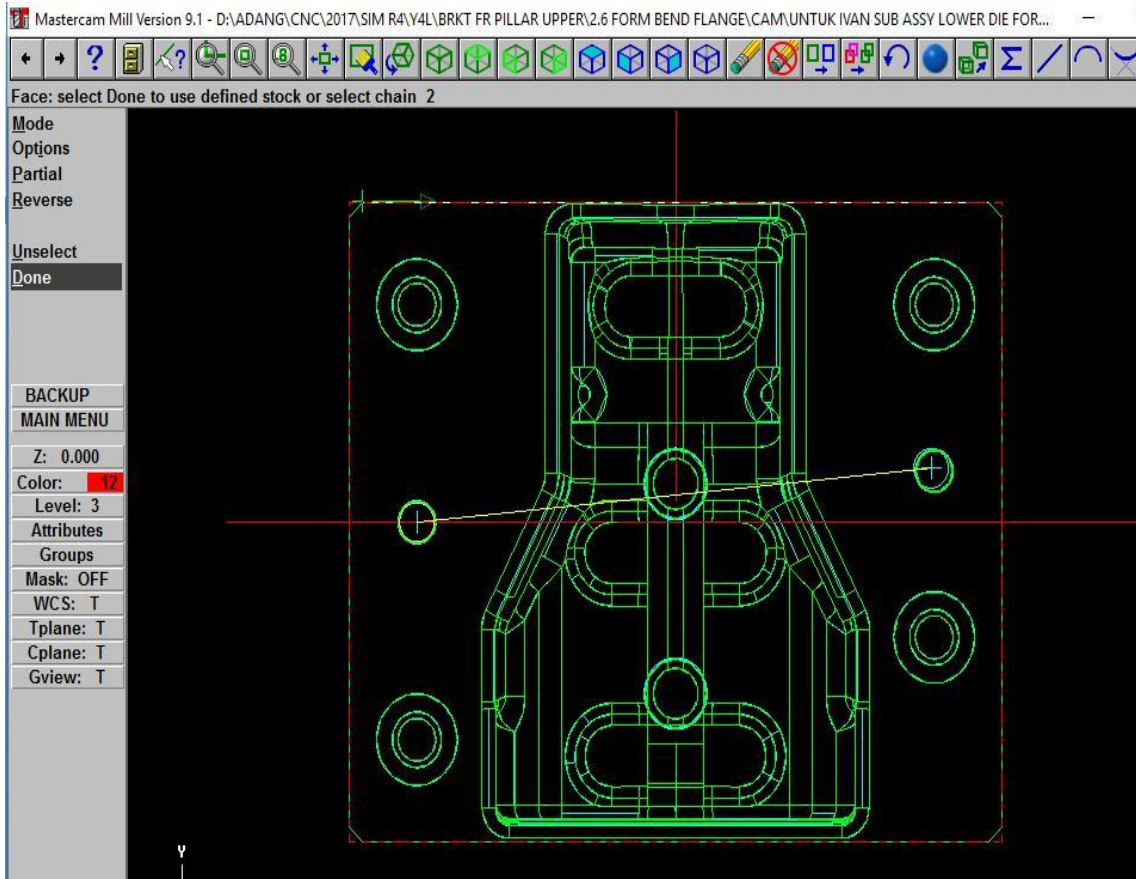 Mastercam Mill Version 9.1 - D:\ADANG\CNC\2017\SIM R4\Y4L\BRKT FR PILLAR UPPER\2.6 FORM BEND FLANGE\CAM\UNTUK IVAN SUB ASSY LOWER DIE FOR...
Face: select Done to use defined stock or select chain 2
Mode
Options
Partial
Reverse
Unselect
Done
BACKUP
MAIN MENU
Z: 0.000
Color: 12
Level: 3
Attributes
Groups
Mask: OFF
WCS: T
Tplane: T
Cplane: T
Gview: T
Y